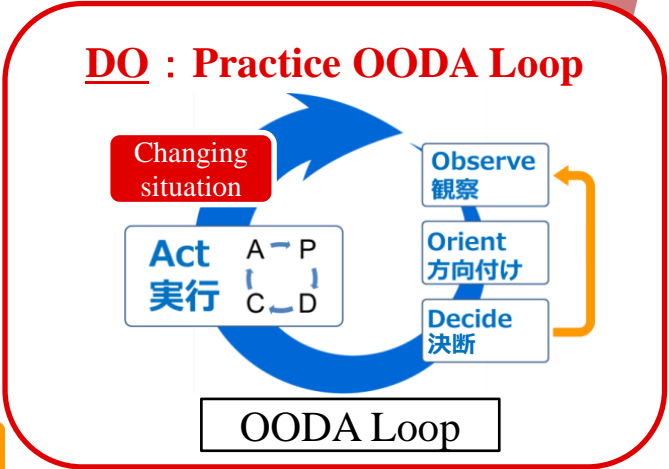 DO : Practice OODA Loop
Changing
situation
Observe
観察
Orient
方向付け
Decide
決断
Act
実行
A P
C D
OODA Loop